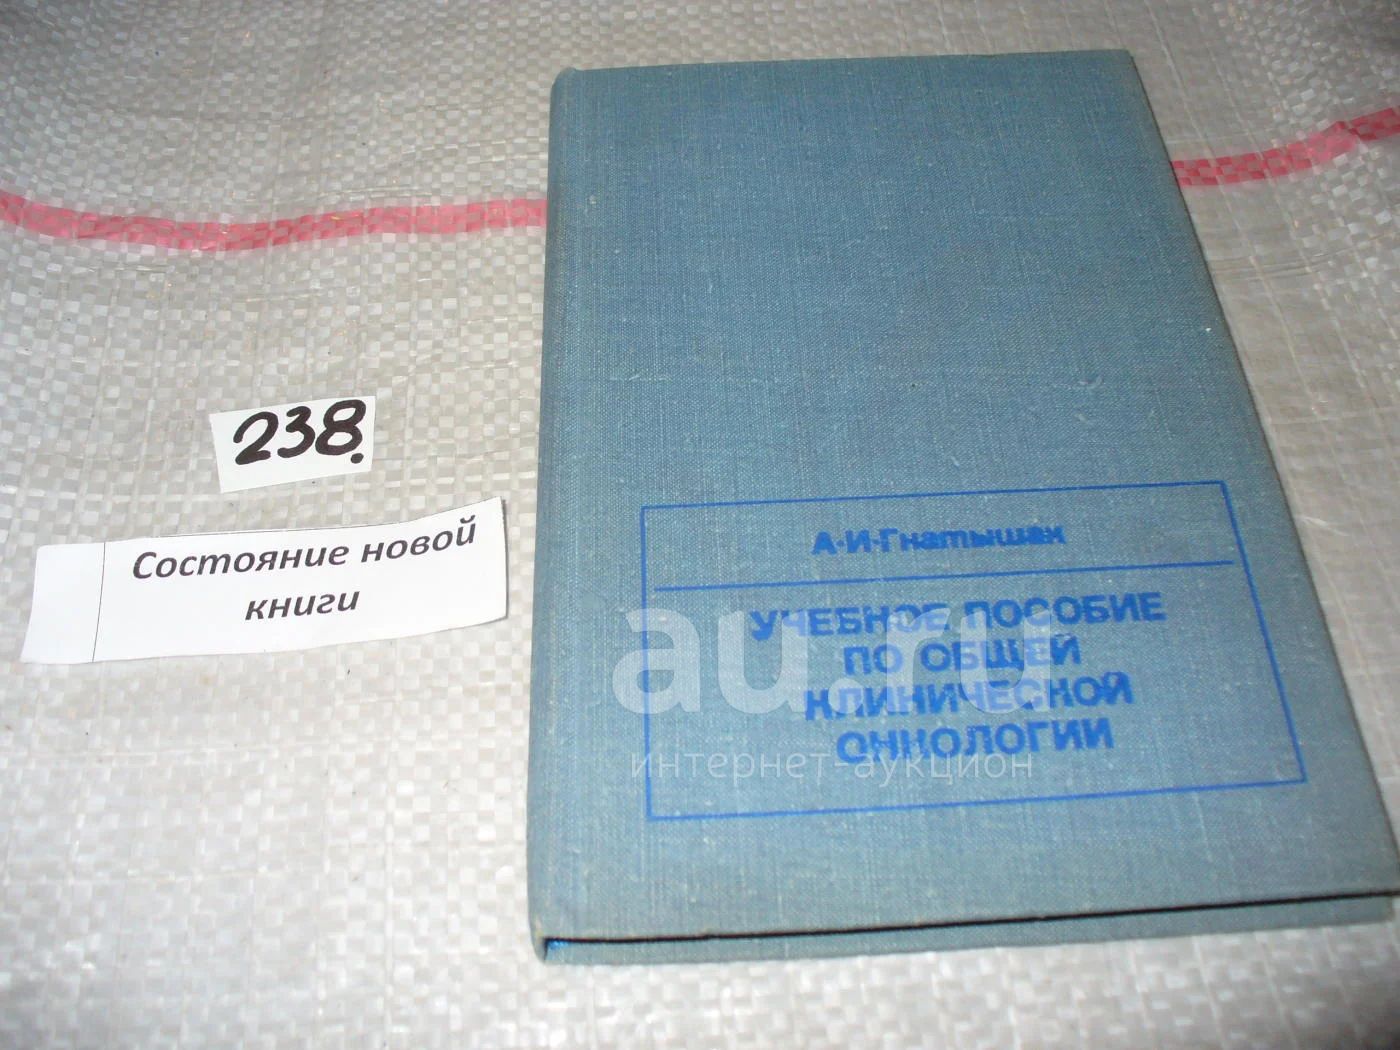 238.
Состояние новой
книги
А.И.Гнатышак
УЧЕБНОЕ ПОСОБИЕ
ПО ОБЩЕЙ
КЛИНИЧЕСКОЙ
ОНКОЛОГИИ
au.ru
интернет-аукцион